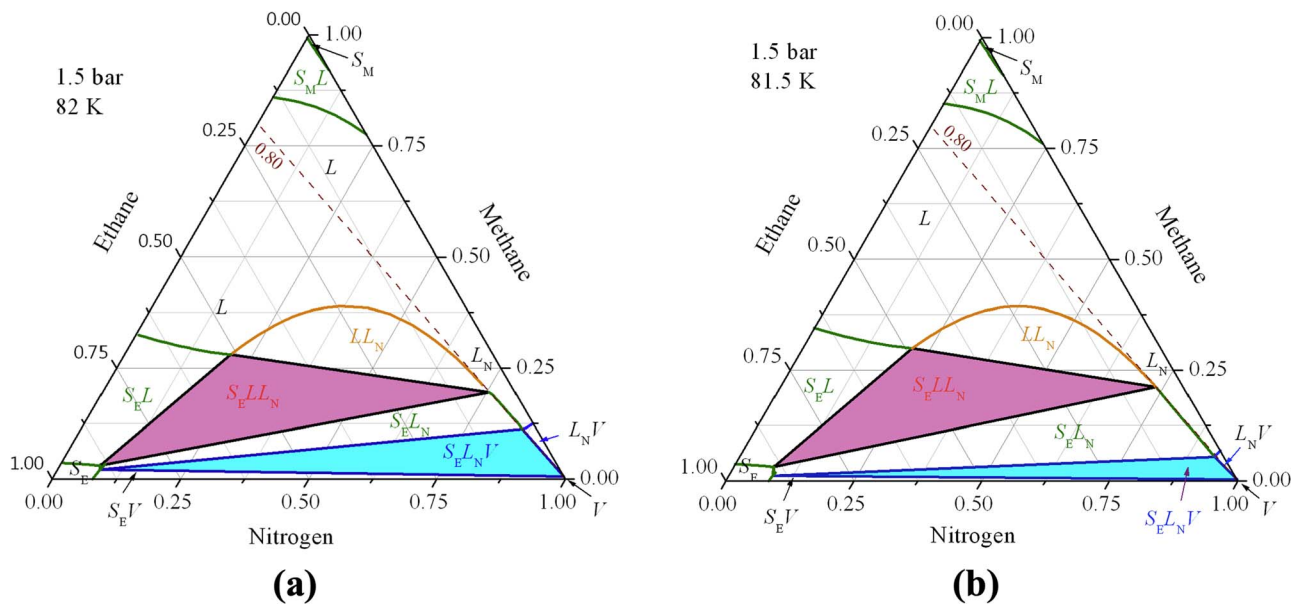 0.00
1.00
1.5 bar
82 K
S_M
S_ML
0.25
0.80
0.75
L
Ethane
Methane
0.50
0.50
L
LL_N
L_N
0.75
0.25
S_EL
S_ELL_N
S_EL_N
L_NV
S_EL_NV
1.00
S_E
0.00
0.00
S_EV
0.25
0.50
0.75
1.00
V
Nitrogen
(a)
0.00
1.00
1.5 bar
81.5 K
S_M
S_ML
0.25
0.80
0.75
L
Ethane
Methane
0.50
0.50
LL_N
L_N
0.75
0.25
S_EL
S_ELL_N
S_EL_N
L_NV
1.00
S_E
0.00
0.00
S_EV
0.25
0.50
0.75
S_EL_NV
1.00
V
Nitrogen
(b)